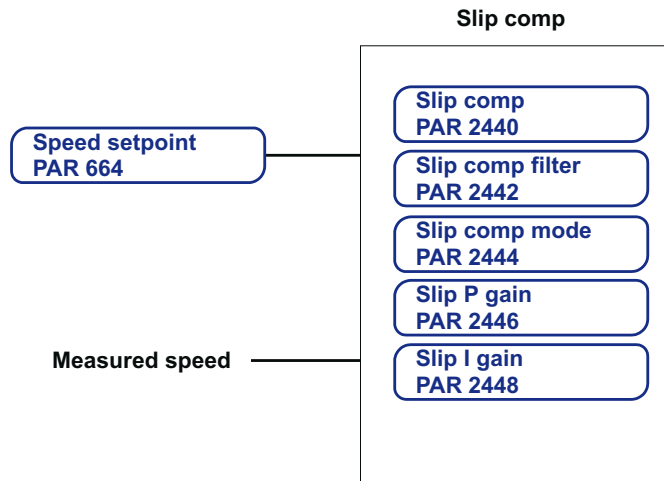 Slip comp
Speed setpoint
PAR 664
Slip comp
PAR 2440
Slip comp filter
PAR 2442
Slip comp mode
PAR 2444
Slip P gain
PAR 2446
Measured speed
Slip I gain
PAR 2448